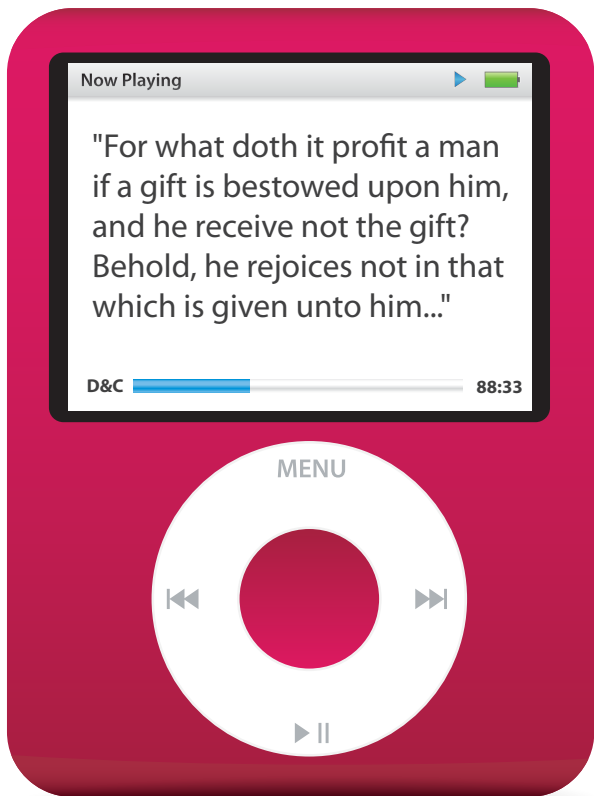 Now Playing
"For what doth it profit a man
if a gift is bestowed upon him,
and he receive not the gift?
Behold, he rejoices not in that
which is given unto him..."
D&C 88:33
MENU